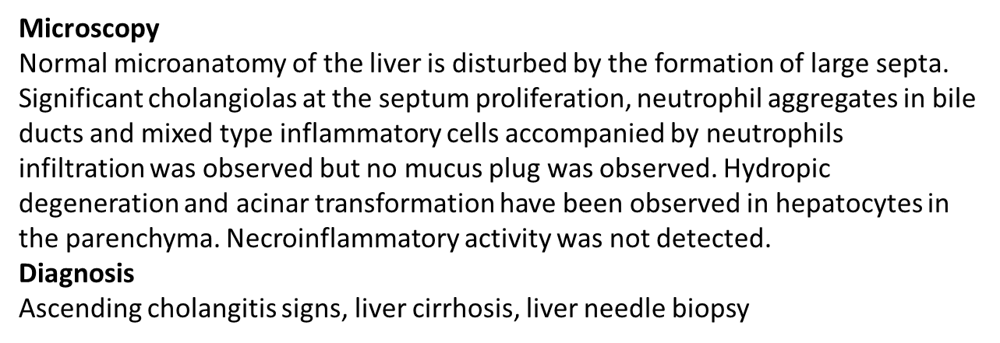 Microscopy
Normal microanatomy of the liver is disturbed by the formation of large septa.
Significant cholangiolas at the septum proliferation, neutrophil aggregates in bile
ducts and mixed type inflammatory cells accompanied by neutrophils
infiltration was observed but no mucus plug was observed. Hydropic
degeneration and acinar transformation have been observed in hepatocytes in
the parenchyma. Necroinflammatory activity was not detected.
Diagnosis
Ascending cholangitis signs, liver cirrhosis, liver needle biopsy